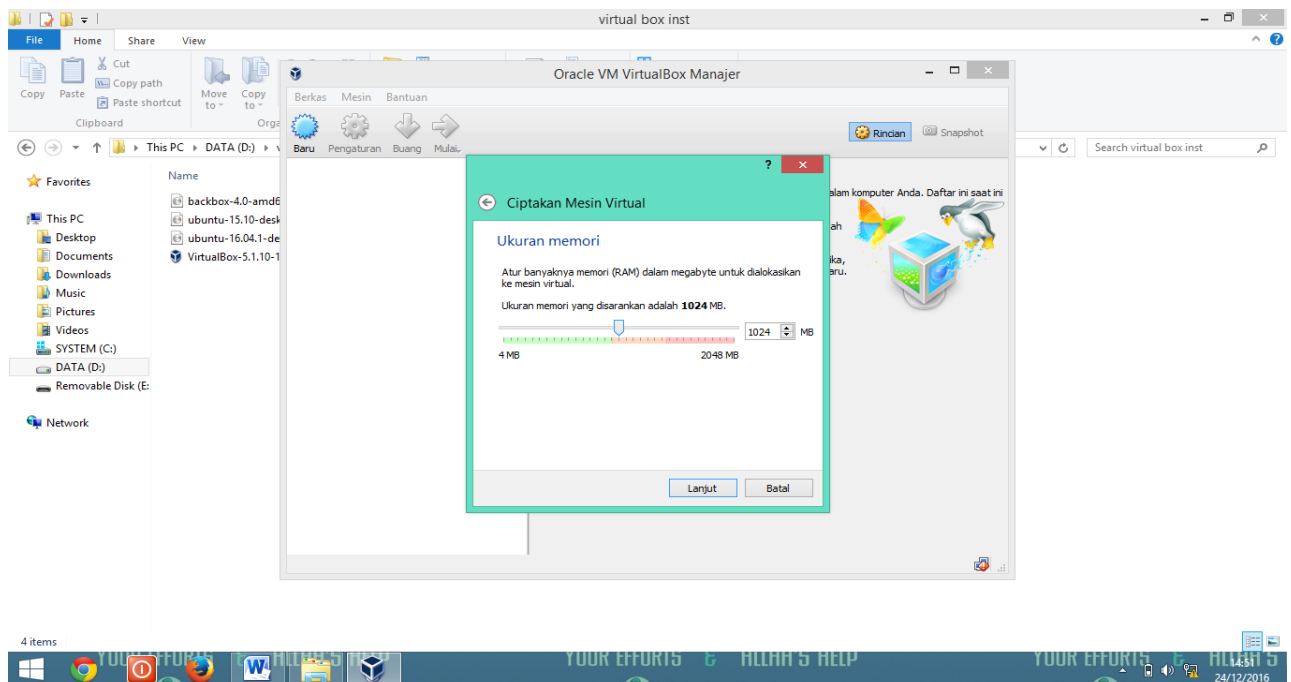 virtual box inst
File Home Share View
Cut
Copy path
Paste shortcut
Copy Paste
Move to
Copy to
Clipboard
Orga
This PC DATA (D:)
Search virtual box inst
Favorites
This PC
Desktop
Documents
Downloads
Music
Pictures
Videos
SYSTEM (C:)
DATA (D:)
Removable Disk (E:
Network
Name
backbox-4.0-amd6
ubuntu-15.10-desk
ubuntu-16.04.1-de
VirtualBox-5.1.10-1
Oracle VM VirtualBox Manajer
Berkas Mesin Bantuan
Baru Pengaturan Buang Mulai
Rincian Snapshot
alam komputer Anda. Daftar ini saat ini
ah
ika,
aru.
?
Ciptakan Mesin Virtual
Ukuran memori
Atur banyaknya memori (RAM) dalam megabyte untuk dialokasikan
ke mesin virtual.
Ukuran memori yang disarankan adalah 1024 MB.
1024 MB
4 MB 2048 MB
Lanjut Batal
4 items
YOUR EFFORTS & ALLAH'S HELP
14:51
24/12/2016